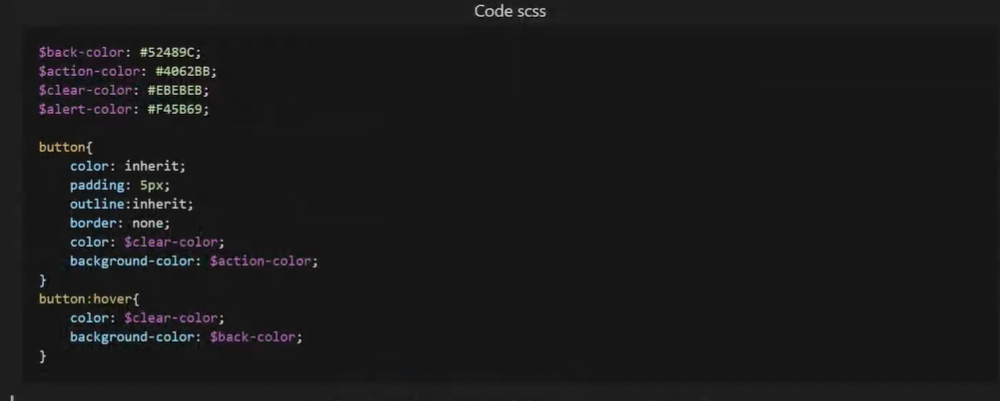 Code scss
$back-color: #52489C;
$action-color: #4062BB;
$clear-color: #EBEBEB;
$alert-color: #F45B69;
button{
color: inherit;
padding: 5px;
outline:inherit;
border: none;
color: $clear-color;
background-color: $action-color;
}
button:hover{
color: $clear-color;
background-color: $back-color;
}